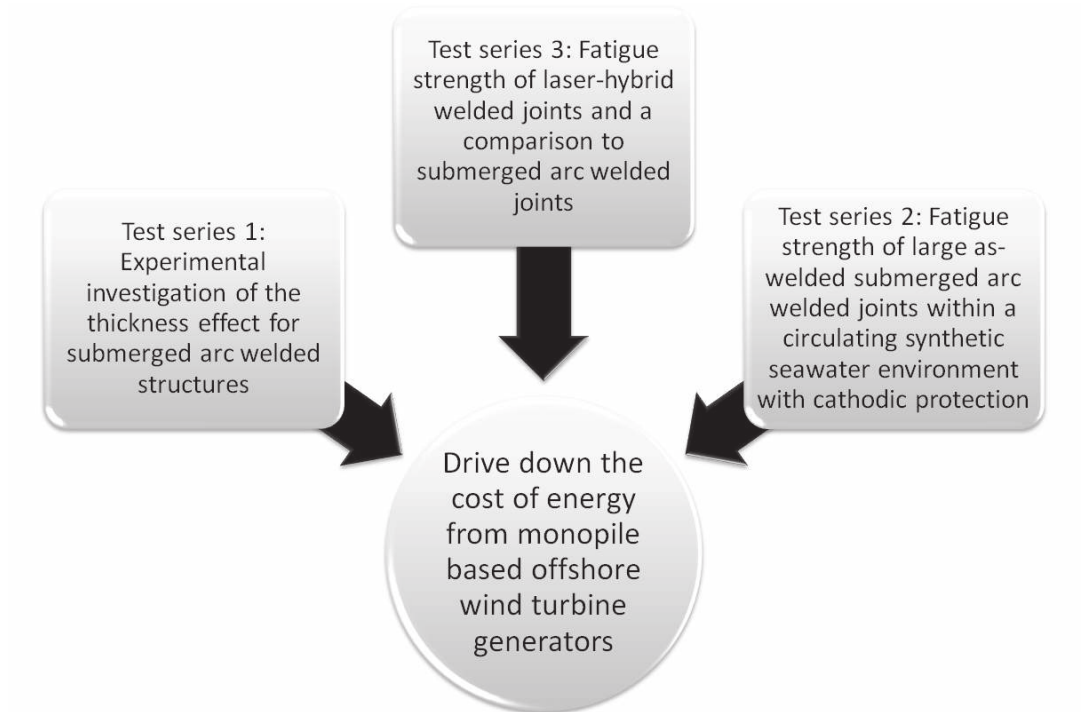 Test series 3: Fatigue
strength of laser-hybrid
welded joints and a
comparison to
submerged arc welded
joints
Test series 1:
Experimental
investigation of the
thickness effect for
submerged arc welded
structures
Test series 2: Fatigue
strength of large as-
welded submerged arc
welded joints within a
circulating synthetic
seawater environment
with cathodic protection
Drive down the
cost of energy
from monopile
based offshore
wind turbine
generators